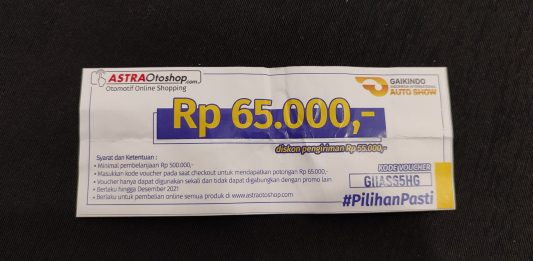 ASTRAOtoshop.com
Otomotif Online Shopping
GAIKINDO
INDONESIA INTERNATIONAL
AUTO SHOW
Rp 65.000,-
diskon pengiriman Rp 55.000,-
Syarat dan Ketentuan :
• Minimal pembelanjaan Rp 500.000,-
• Masukkan kode voucher pada saat checkout untuk mendapatkan potongan Rp 65.000,-
• Voucher hanya dapat digunakan sekali dan tidak dapat digabungkan dengan promo lain
• Berlaku hingga Desember 2021
• Berlaku untuk pembelian online semua produk di www.astraotoshop.com
KODE VOUCHER
GIIASS5HG
#PilihanPasti